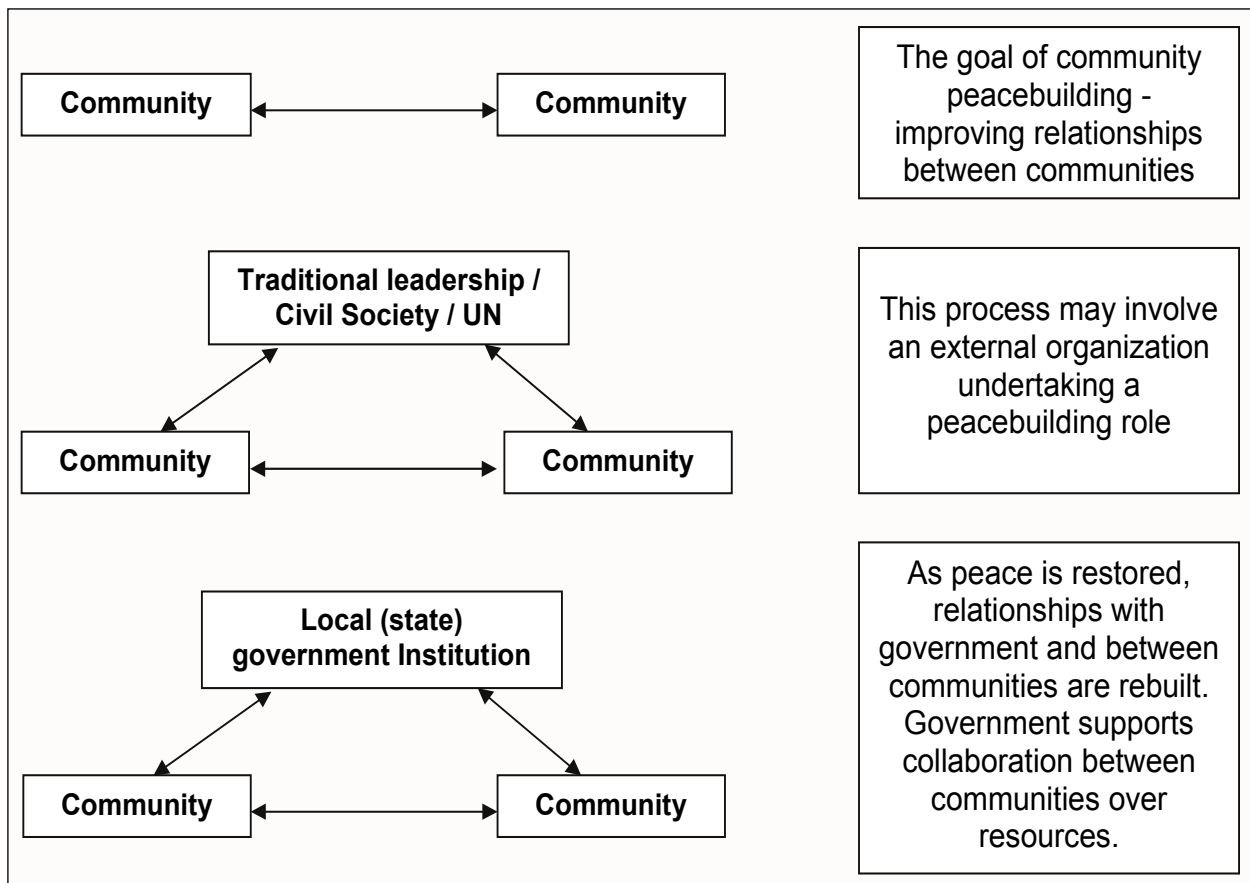 Community
Community
The goal of community
peacebuilding -
improving relationships
between communities
Traditional leadership /
Civil Society / UN
Community
Community
This process may involve
an external organization
undertaking a
peacebuilding role
Local (state)
government Institution
Community
Community
As peace is restored,
relationships with
government and between
communities are rebuilt.
Government supports
collaboration between
communities over
resources.